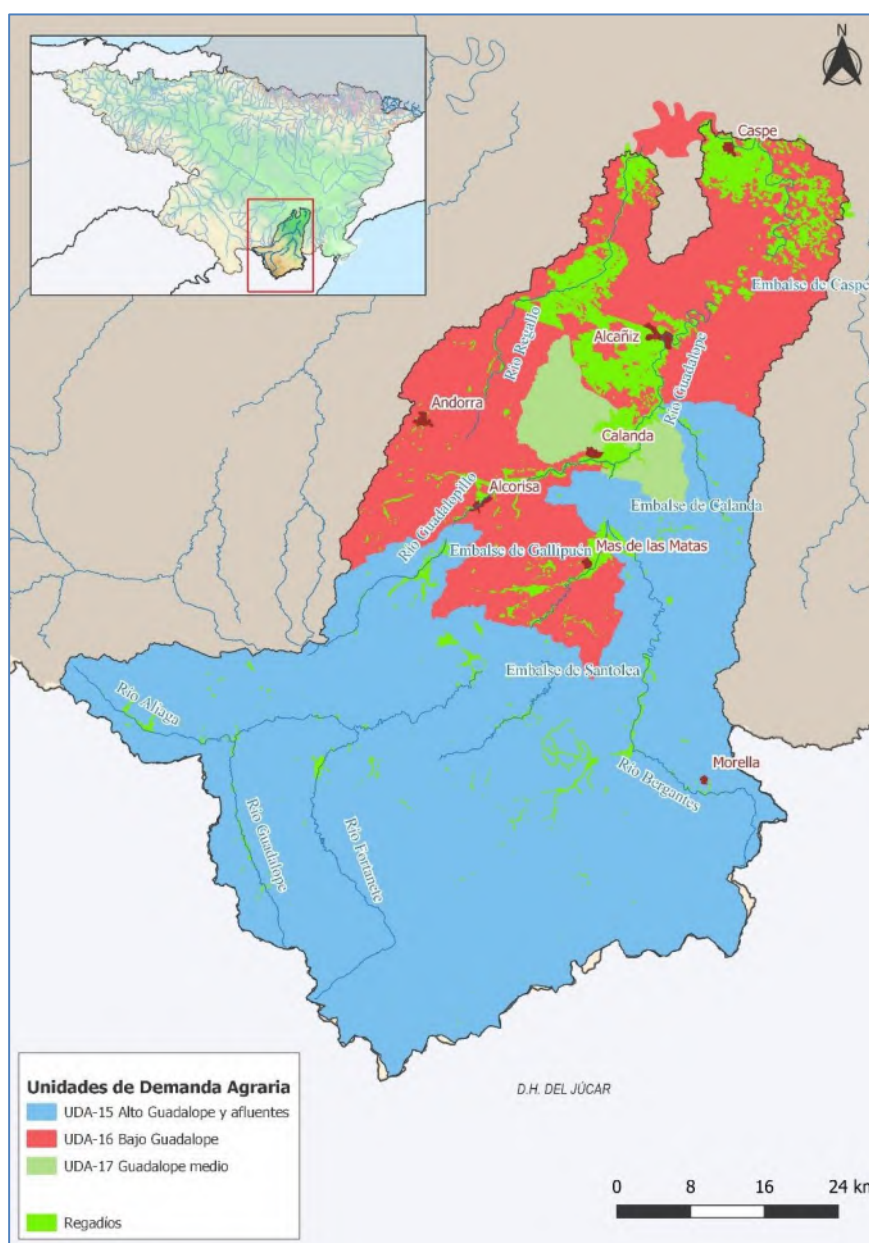 N
Caspe
Embalse de Caspe
Alcañiz
Río Regallo
Río Guadalope
Andorra
Calanda
Alcorisa
Embalse de Calanda
Río Guadalopillo
Embalse de Gallipuén
Mas de las Matas
Embalse de Santolea
Río Aliaga
Morella
Río Bergantes
Río Guadalope
Río Fortanete
D.H. DEL JÚCAR
Unidades de Demanda Agraria
UDA-15 Alto Guadalope y afluentes
UDA-16 Bajo Guadalope
UDA-17 Guadalope medio
Regadíos
0 8 16 24 km